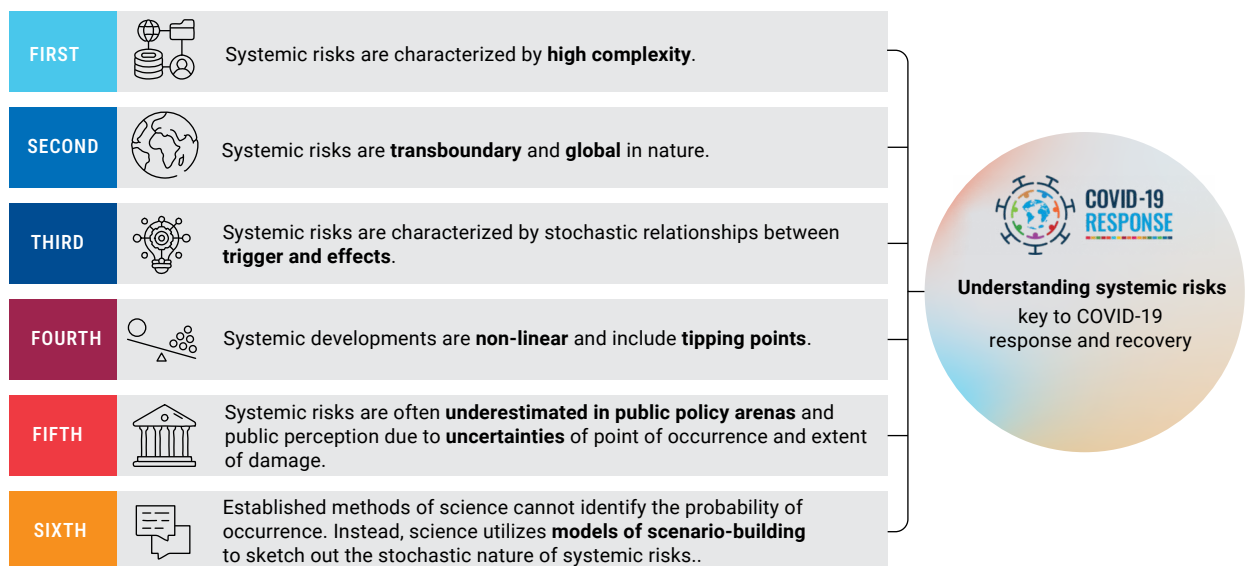 FIRST
Systemic risks are characterized by high complexity.
SECOND
Systemic risks are transboundary and global in nature.
THIRD
Systemic risks are characterized by stochastic relationships between
trigger and effects.
FOURTH
Systemic developments are non-linear and include tipping points.
FIFTH
Systemic risks are often underestimated in public policy arenas and
public perception due to uncertainties of point of occurrence and extent
of damage.
SIXTH
Established methods of science cannot identify the probability of
occurrence. Instead, science utilizes models of scenario-building
to sketch out the stochastic nature of systemic risks..
COVID-19
RESPONSE
Understanding systemic risks
key to COVID-19
response and recovery